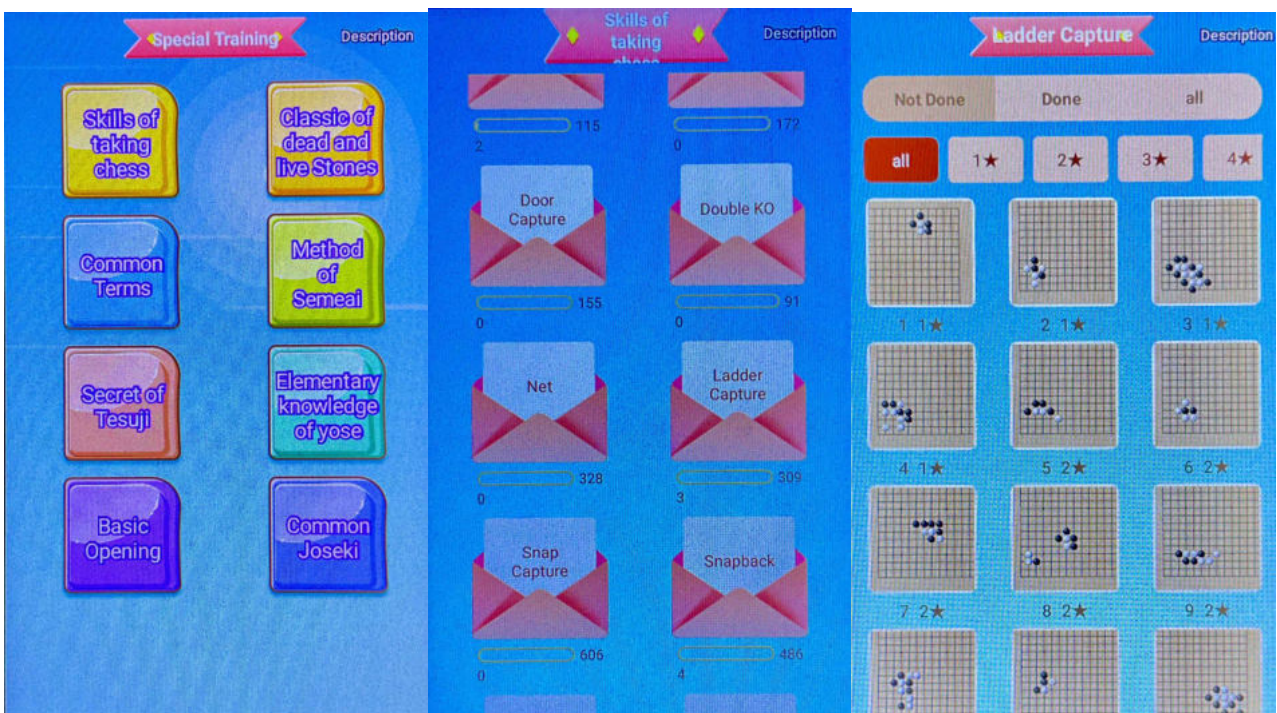 Special Training
Description
Skills of
taking
chess
Classic of
dead and
live Stones
Common
Terms
Method
of
Semeai
Secret of
Tesuji
Elementary
knowledge
of yose
Basic
Opening
Common
Joseki
Skills of
taking
chess
Description
115
2
172
0
Door
Capture
155
0
Double KO
91
0
Net
328
0
Ladder
Capture
309
3
Snap
Capture
606
0
Snapback
486
4
Ladder Capture
Description
Not Done
Done
all
all
1★
2★
3★
4★
1 1★
2 1★
3 1★
4 1★
5 2★
6 2★
7 2★
8 2★
9 2★